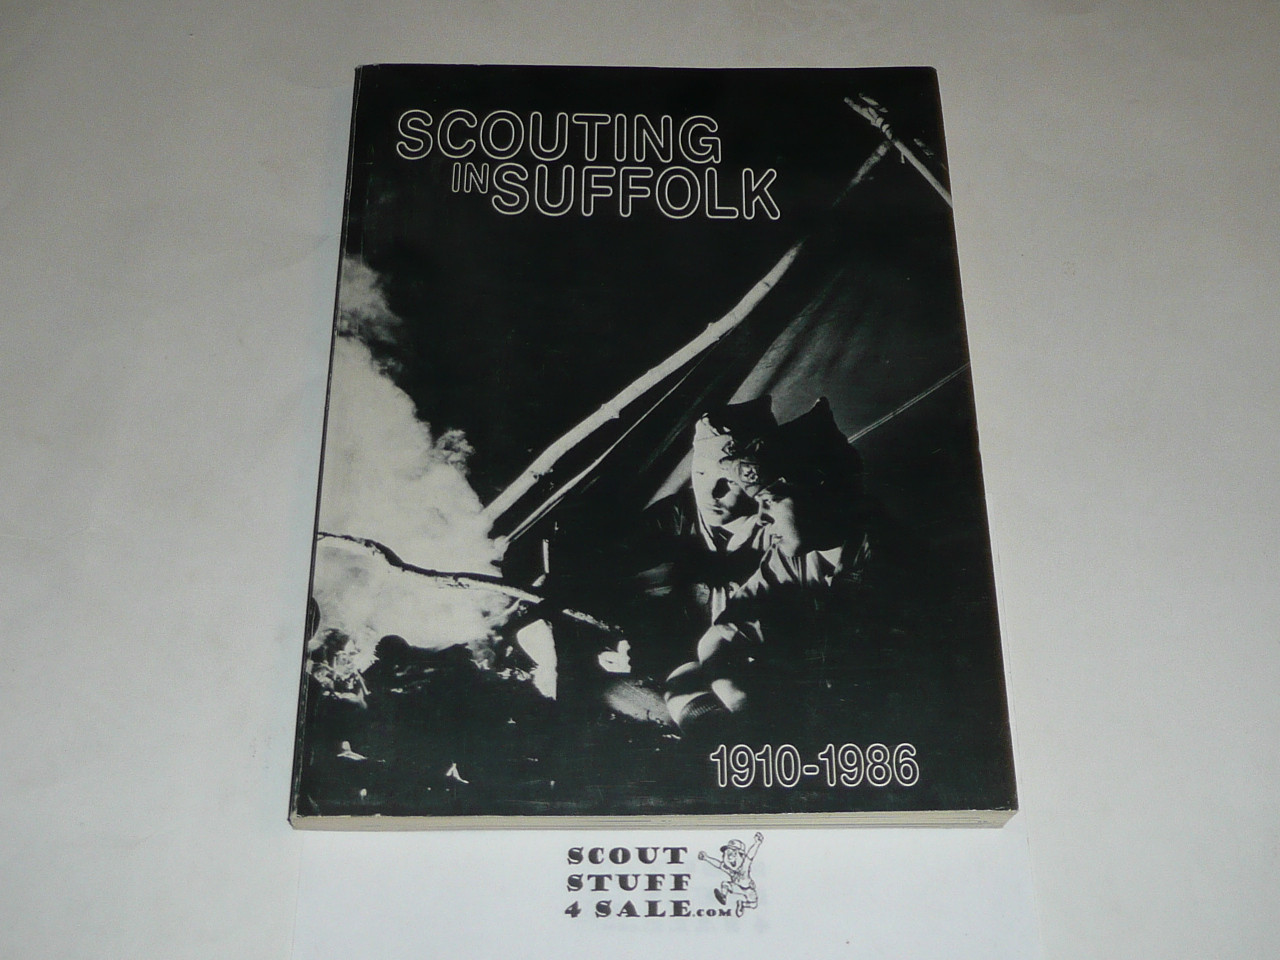 SCOUTING
IN SUFFOLK
1910-1986
SCOUT
STUFF
4 SALE.COM